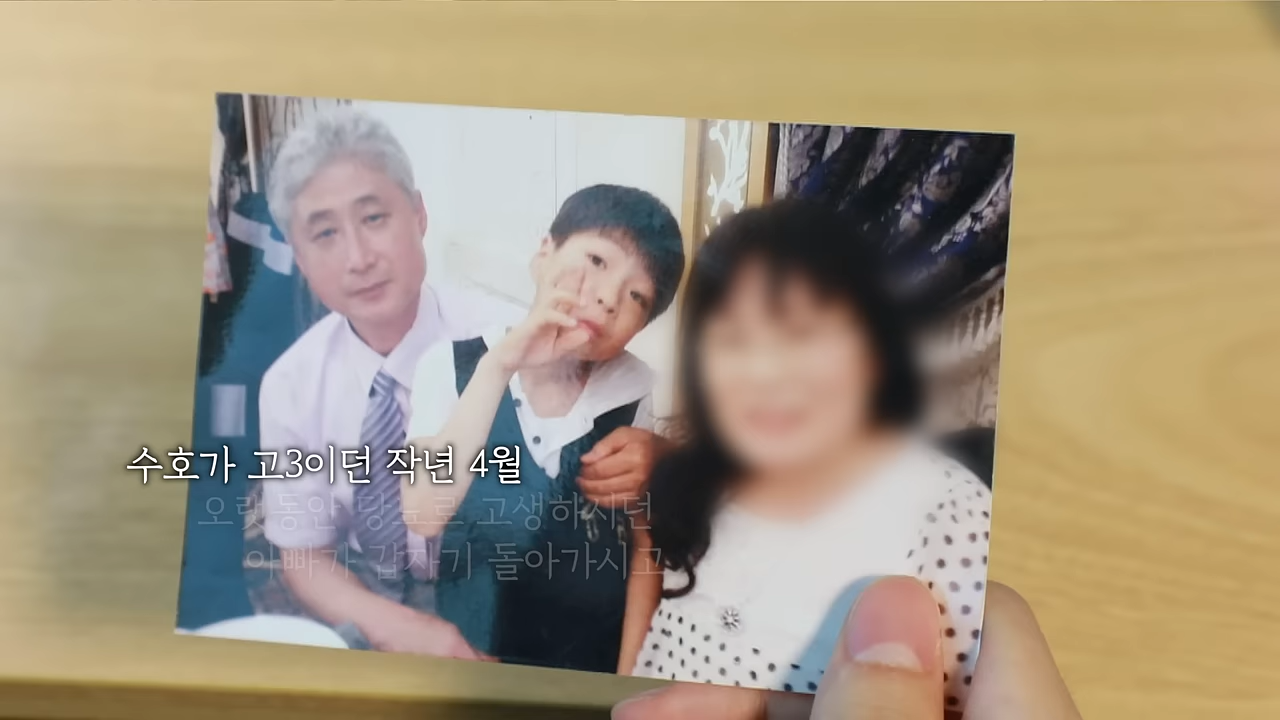 수호가 고3이던 작년 4월
오랫동안 당뇨로 고생하시던
아빠가 갑자기 돌아가시고